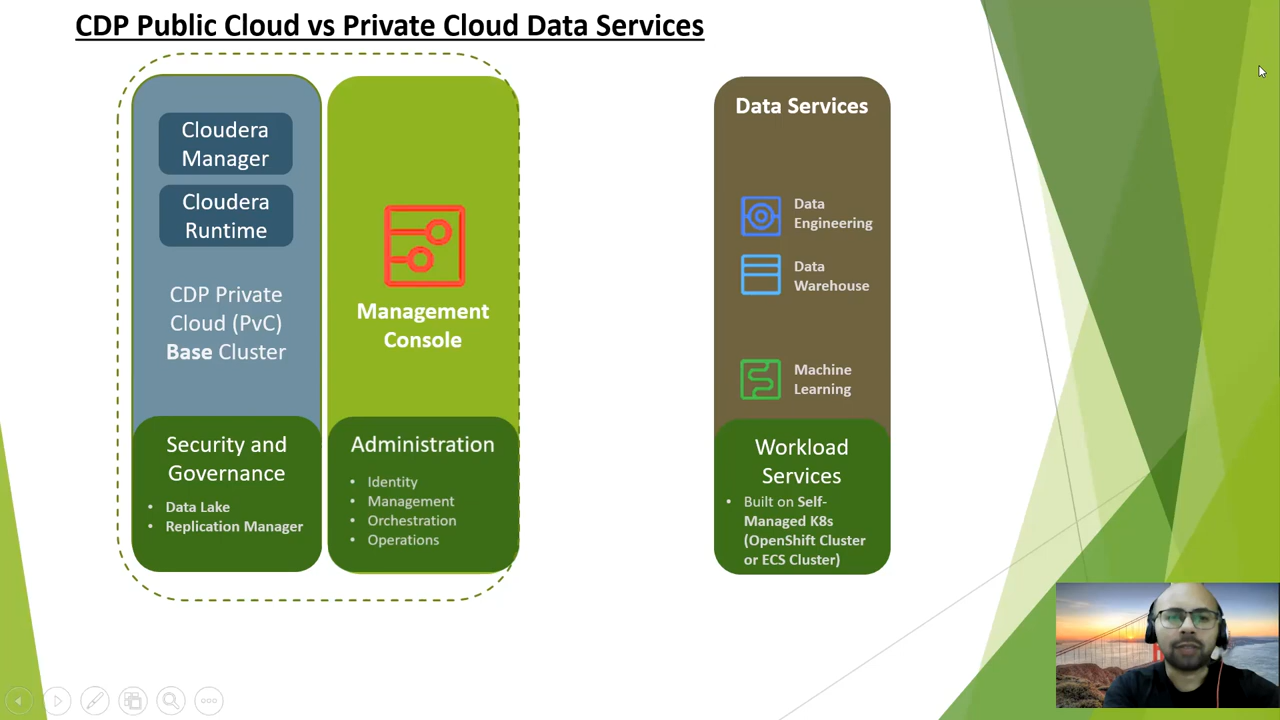 CDP Public Cloud vs Private Cloud Data Services
Cloudera
Manager
Cloudera
Runtime
CDP Private
Cloud (PvC)
Base Cluster
Security and
Governance
• Data Lake
• Replication Manager
Management
Console
Administration
• Identity
• Management
• Orchestration
• Operations
Data Services
Data
Engineering
Data
Warehouse
Machine
Learning
Workload
Services
• Built on Self-
Managed K8s
(OpenShift Cluster
or ECS Cluster)